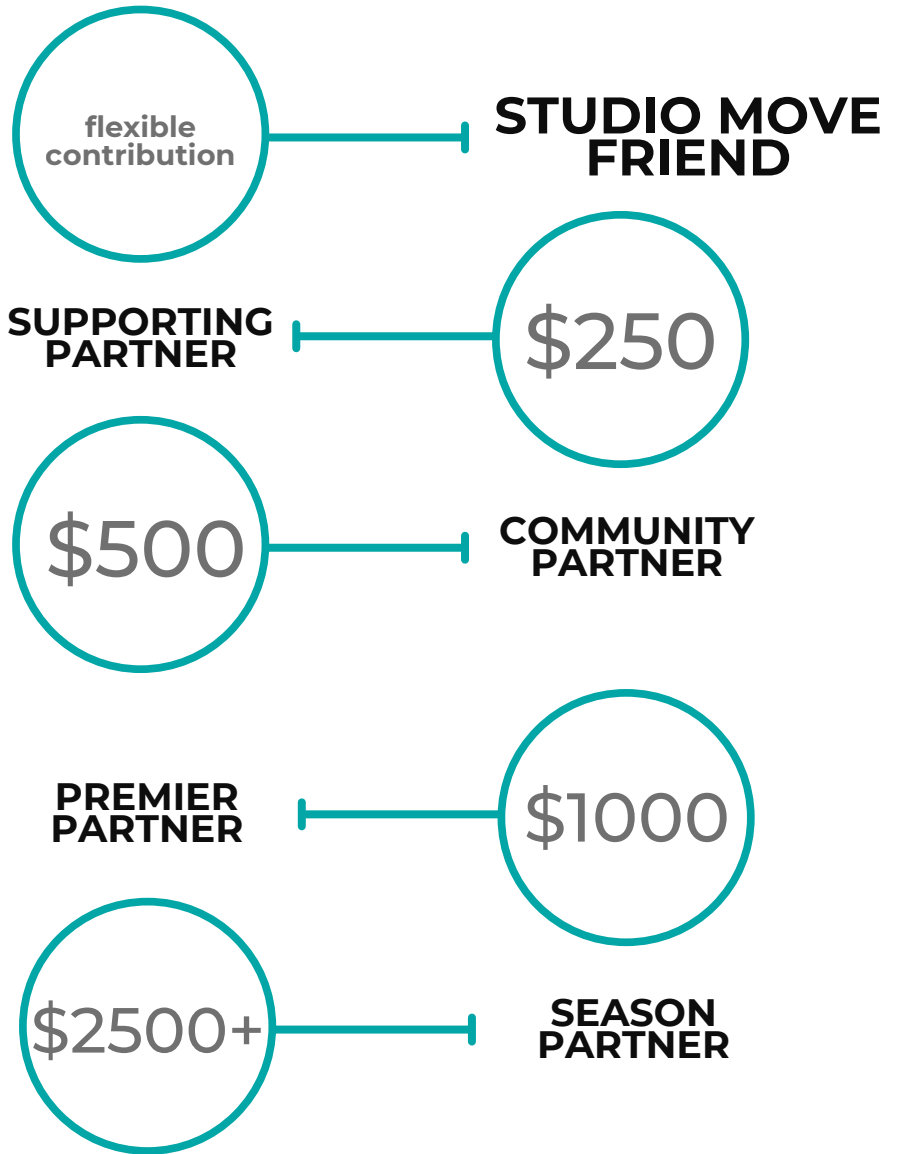 flexible
contribution
STUDIO MOVE
FRIEND
SUPPORTING
PARTNER
$250
$500
COMMUNITY
PARTNER
PREMIER
PARTNER
$1000
$2500+
SEASON
PARTNER